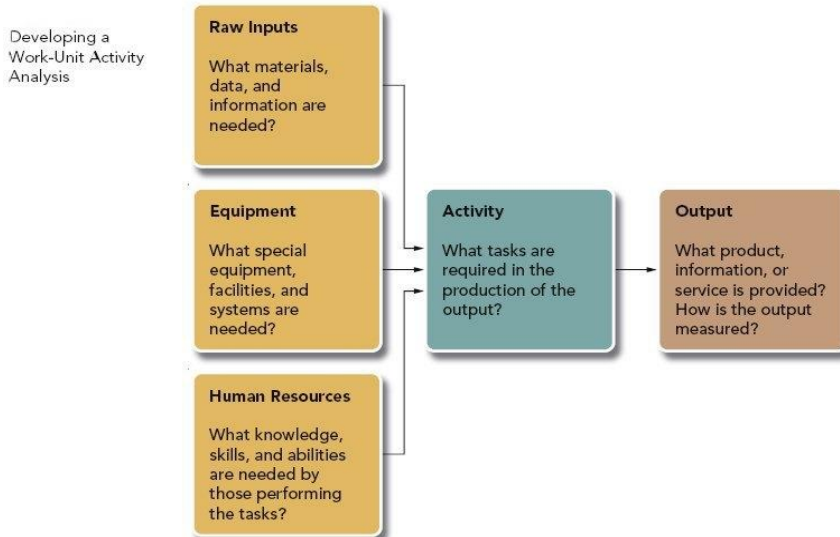 Developing a
Work-Unit Activity
Analysis
Raw Inputs
What materials,
data, and
information are
needed?
Equipment
What special
equipment,
facilities, and
systems are
needed?
Human Resources
What knowledge,
skills, and abilities
are needed by
those performing
the tasks?
Activity
What tasks are
required in the
production of the
output?
Output
What product,
information, or
service is provided?
How is the output
measured?